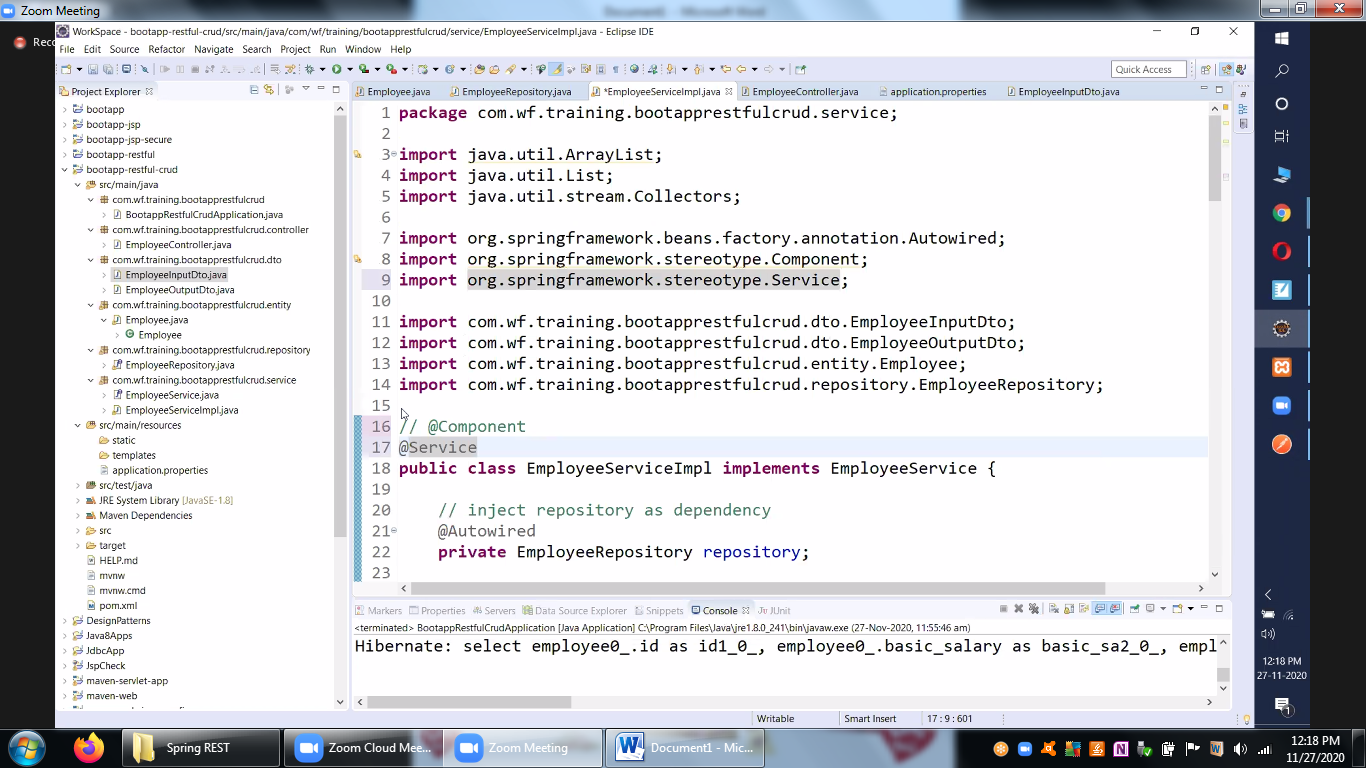 Zoom Meeting
Document1 - Microsoft Word
Reco
WorkSpace - bootapp-restful-crud/src/main/java/com/wf/training/bootapprestfulcrud/service/EmployeeServiceImpl.java - Eclipse IDE
File Edit Source Refactor Navigate Search Project Run Window Help
Quick Access
Project Explorer
Employee.java EmployeeRepository.java *EmployeeServiceImpl.java EmployeeController.java application.properties EmployeeInputDto.java
bootapp
bootapp-jsp
bootapp-jsp-secure
bootapp-restful
bootapp-restful-crud
src/main/java
com.wf.training.bootapprestfulcrud
BootappRestfulCrudApplication.java
com.wf.training.bootapprestfulcrud.controller
EmployeeController.java
com.wf.training.bootapprestfulcrud.dto
EmployeeInputDto.java
EmployeeOutputDto.java
com.wf.training.bootapprestfulcrud.entity
Employee.java
Employee
com.wf.training.bootapprestfulcrud.repository
EmployeeRepository.java
com.wf.training.bootapprestfulcrud.service
EmployeeService.java
EmployeeServiceImpl.java
src/main/resources
static
templates
application.properties
src/test/java
JRE System Library [JavaSE-1.8]
Maven Dependencies
src
target
HELP.md
mvnw
mvnw.cmd
pom.xml
DesignPatterns
Java8Apps
JdbcApp
JspCheck
maven-servlet-app
maven-web
1 package com.wf.training.bootapprestfulcrud.service;
2
3 import java.util.ArrayList;
4 import java.util.List;
5 import java.util.stream.Collectors;
6
7 import org.springframework.beans.factory.annotation.Autowired;
8 import org.springframework.stereotype.Component;
9 import org.springframework.stereotype.Service;
10
11 import com.wf.training.bootapprestfulcrud.dto.EmployeeInputDto;
12 import com.wf.training.bootapprestfulcrud.dto.EmployeeOutputDto;
13 import com.wf.training.bootapprestfulcrud.entity.Employee;
14 import com.wf.training.bootapprestfulcrud.repository.EmployeeRepository;
15
16 // @Component
17 @Service
18 public class EmployeeServiceImpl implements EmployeeService {
19
20 // inject repository as dependency
21 @Autowired
22 private EmployeeRepository repository;
23
Markers Properties Servers Data Source Explorer Snippets Console JUnit
<terminated> BootappRestfulCrudApplication [Java Application] C:\Program Files\Java\jre1.8.0_241\bin\javaw.exe (27-Nov-2020, 11:55:46 am)
Hibernate: select employee0_.id as id1_0_, employee0_.basic_salary as basic_sa2_0_, empl
Writable Smart Insert 17 : 9 : 601
12:18 PM
27-11-2020
1
Spring REST
Zoom Cloud Mee...
Zoom Meeting
Document1 - Mic...
12:18 PM
11/27/2020